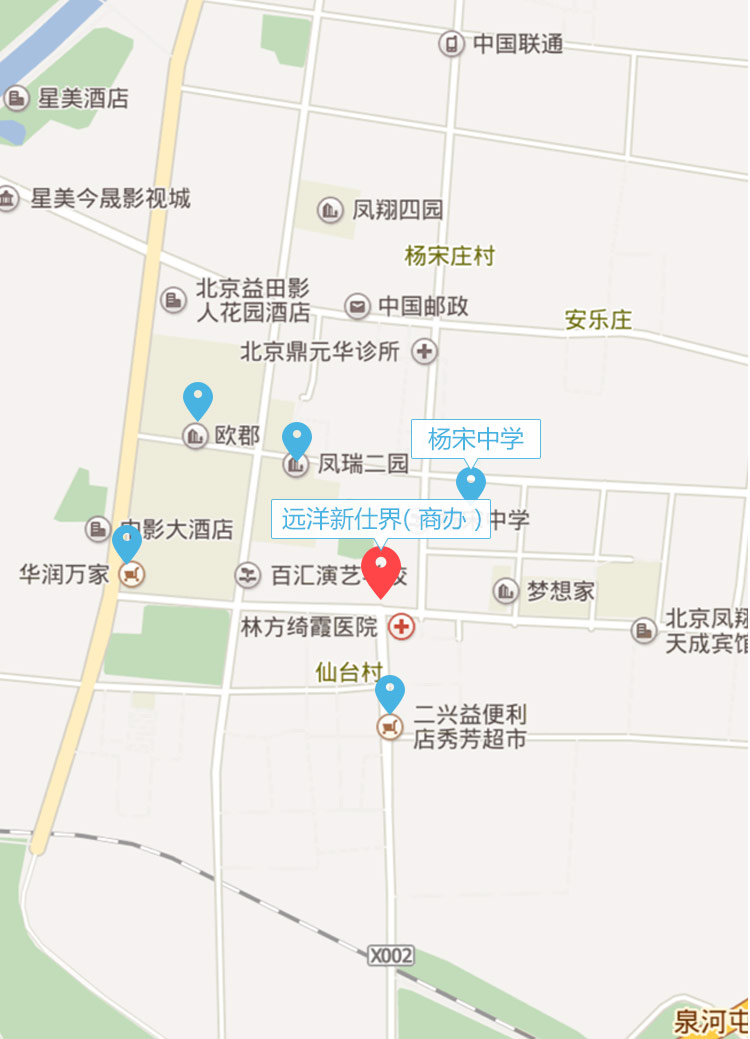 中国联通
星美酒店
星美今晟影视城
凤翔四园
杨宋庄村
北京益田影
人花园酒店
中国邮政
安乐庄
北京鼎元华诊所
欧郡
杨宋中学
凤瑞二园
远洋新仕界(商办)
中学
中影大酒店
华润万家
百汇演艺学校
梦想家
北京凤翔
天成宾馆
林方绮霞医院
仙台村
二兴益便利
店秀芳超市
X002
泉河屯